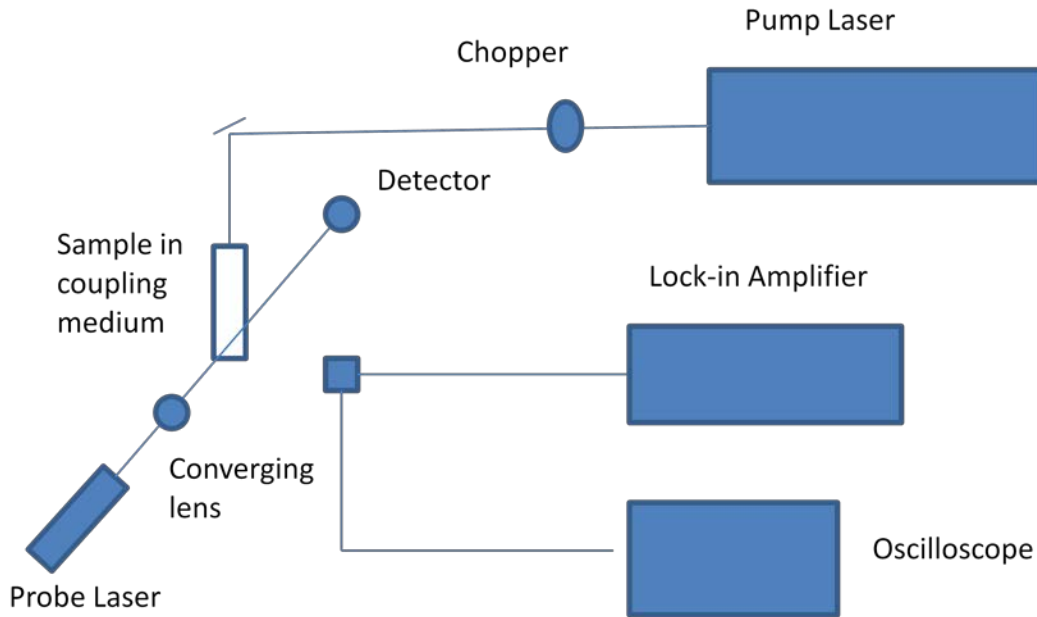 Pump Laser
Chopper
Detector
Sample in
coupling
medium
Lock-in Amplifier
Converging
lens
Oscilloscope
Probe Laser